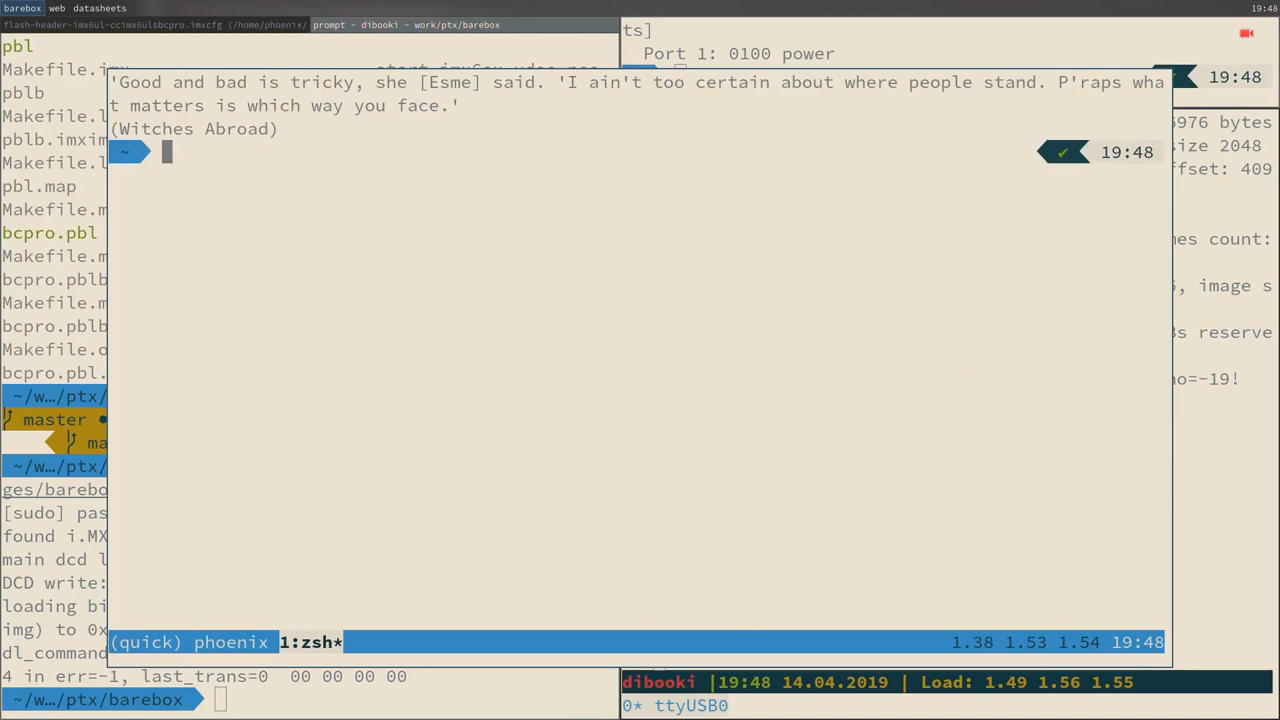 barebox web datasheets 19:48
flash-header-imx6ul-ccimx6ulsbcpro.imxcfg (/home/phoenix/ prompt - dibooki - work/ptx/barebox
ts]
pbl
Port 1: 0100 power
Makefile.imx
19:48
'Good and bad is tricky, she [Esme] said. 'I ain't too certain about where people stand. P'raps wha
t matters is which way you face.'
(Witches Abroad)
~ ✔ 19:48
pblb
Makefile.l
pblb.imxim
Makefile.l
pbl.map
Makefile.m
bcpro.pbl
Makefile.m
bcpro.pblb
Makefile.m
bcpro.pblb
Makefile.o
bcpro.pbl.
~/w…/ptx/
master ●
ma
~/w…/ptx/
ges/barebo
[sudo] pas
found i.MX
main dcd l
DCD write:
loading bi
img) to 0x
dl_command
4 in err=-1, last_trans=0 00 00 00 00
~/w…/ptx/barebox
(quick) phoenix 1:zsh* 1.38 1.53 1.54 19:48
6976 bytes
size 2048
ffset: 409
es count:
, image s
s reserve
no=-19!
dibooki |19:48 14.04.2019 | Load: 1.49 1.56 1.55
0* ttyUSB0